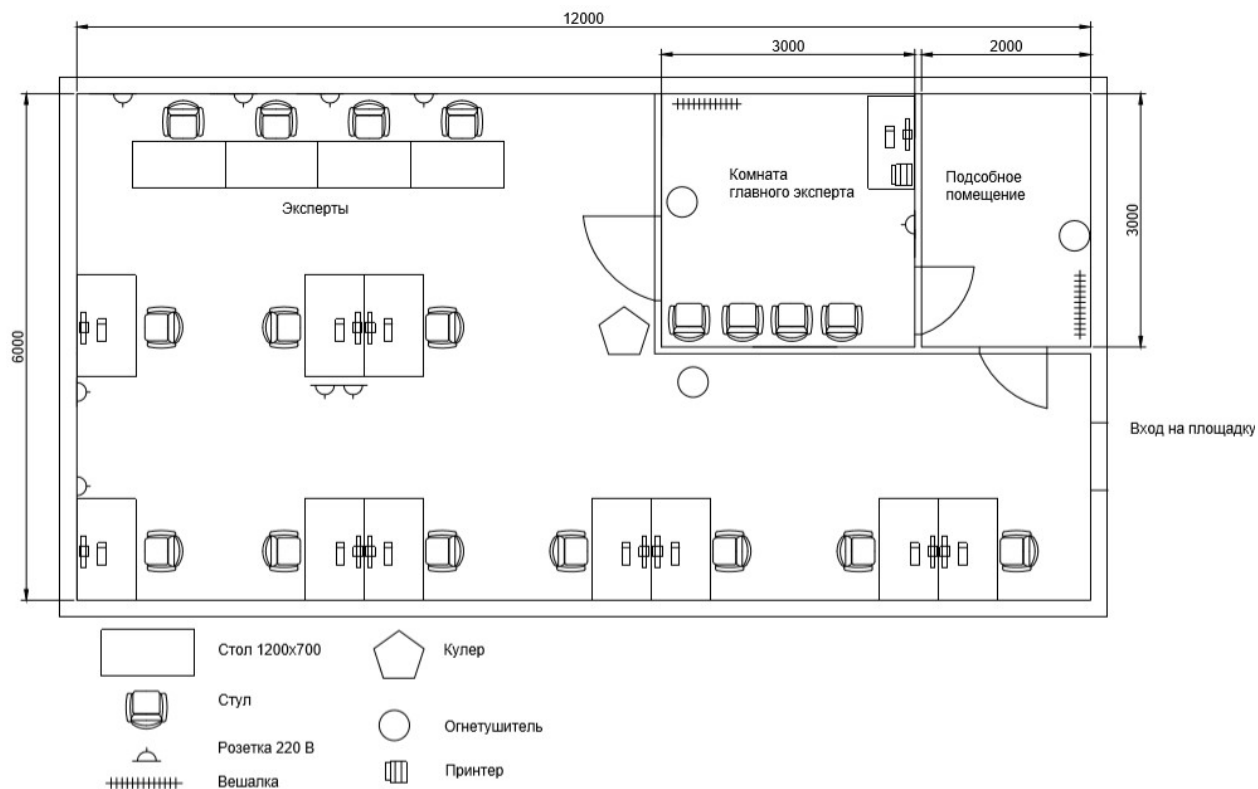 12000
3000
2000
Комната
главного эксперта
Подсобное
помещение
3000
Эксперты
6000
Вход на площадку
Стол 1200х700
Кулер
Стул
Огнетушитель
Розетка 220 В
Принтер
Вешалка